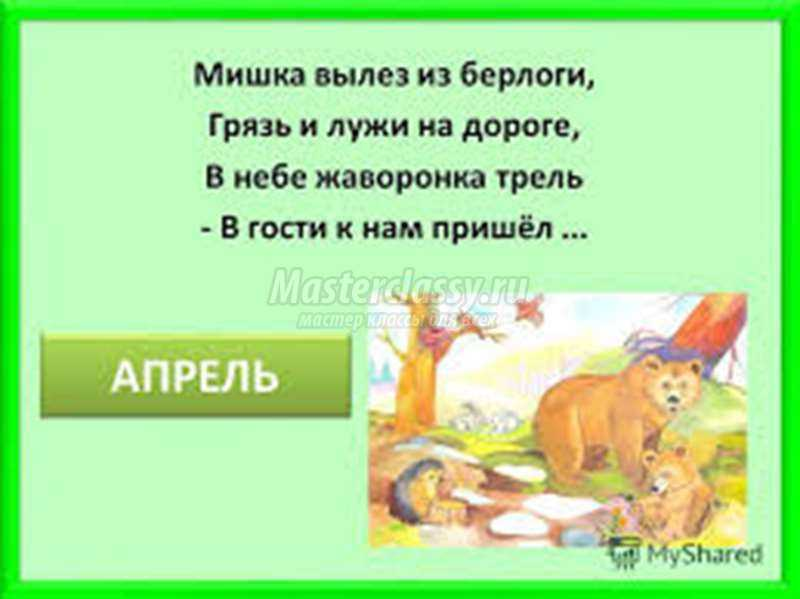 Мишка вылез из берлоги,
Грязь и лужи на дороге,
В небе жаворонка трель
- В гости к нам пришёл ...
Masterclassy.ru
мастер классы для всех
АПРЕЛЬ
MyShared